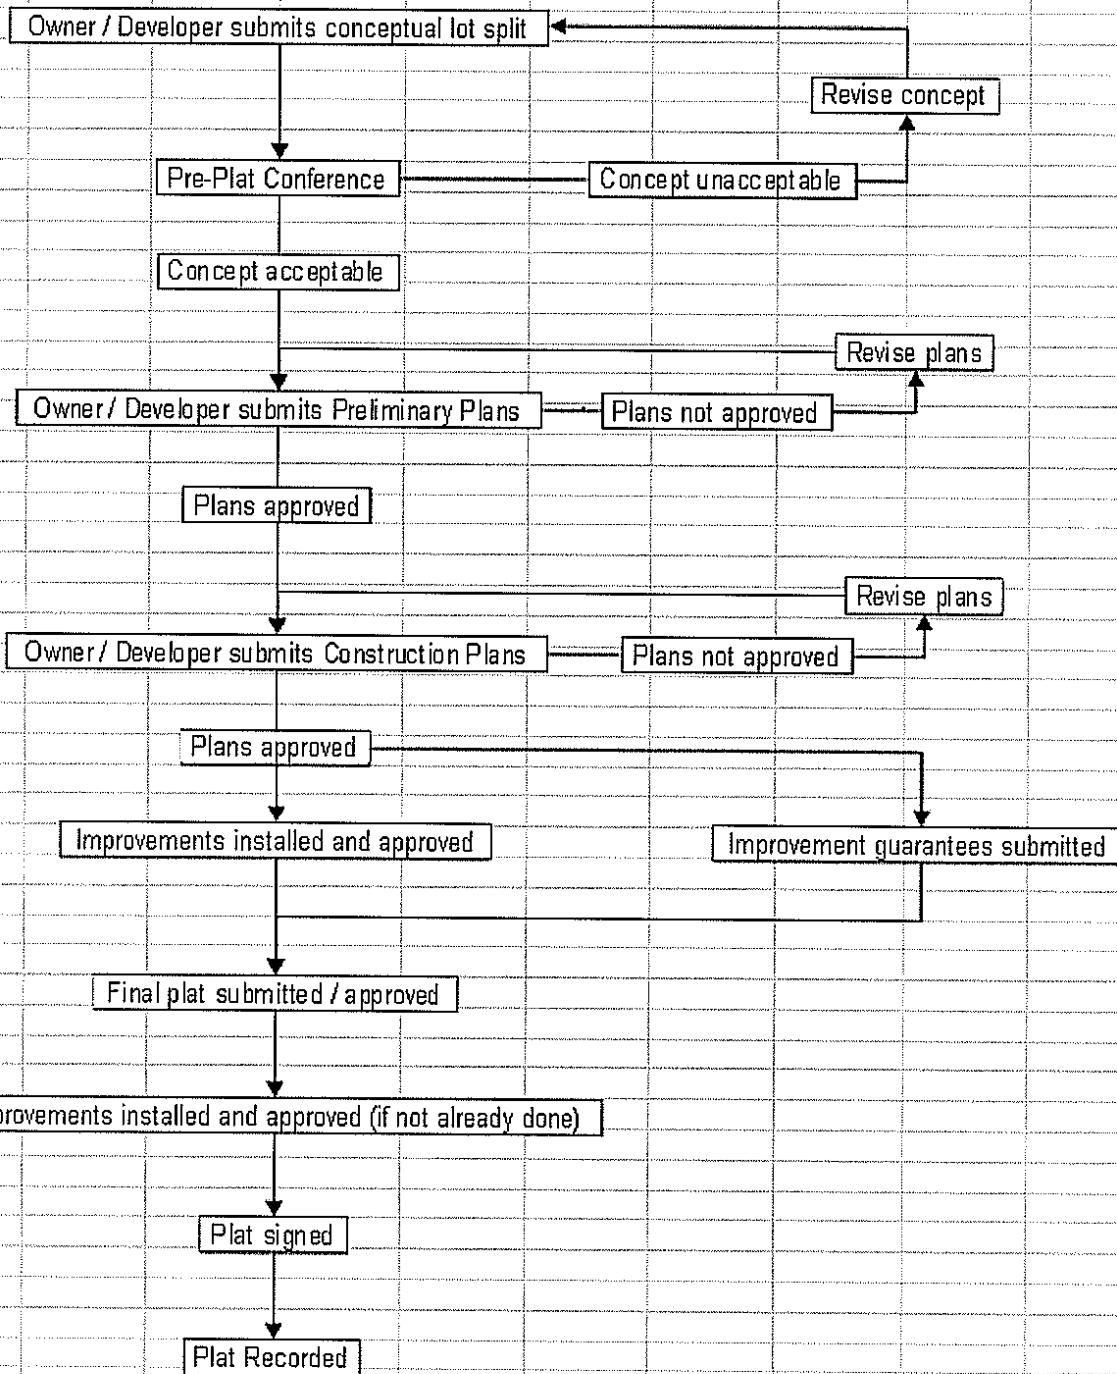 Owner / Developer submits conceptual lot split
Revise concept
Pre-Plat Conference
Concept unacceptable
Concept acceptable
Revise plans
Owner / Developer submits Preliminary Plans
Plans not approved
Plans approved
Revise plans
Owner / Developer submits Construction Plans
Plans not approved
Plans approved
Improvements installed and approved
Improvement guarantees submitted
Final plat submitted / approved
provements installed and approved (if not already done)
Plat signed
Plat Recorded